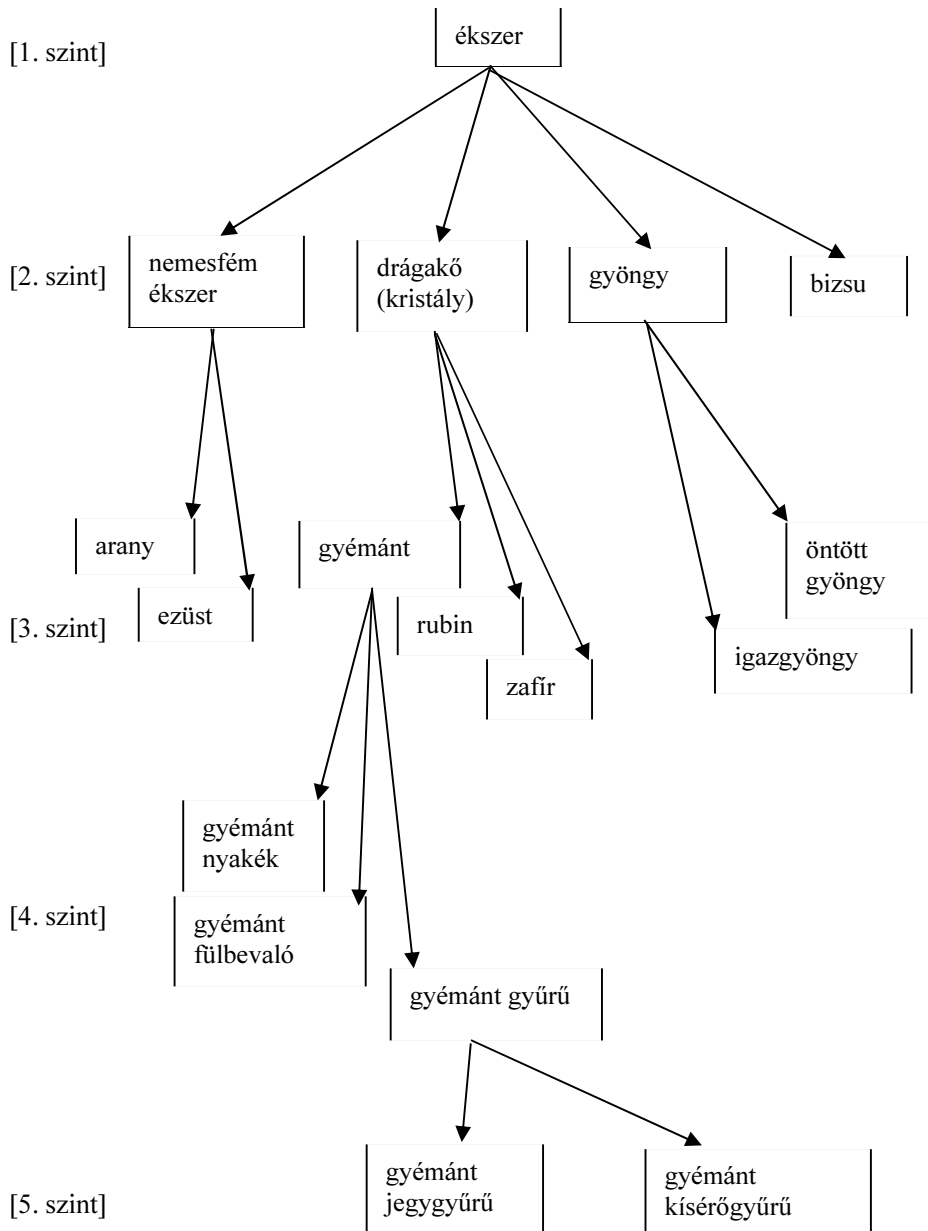 [1. szint]
ékszer
[2. szint]
nemesfém
ékszer
drágakő
(kristály)
gyöngy
bizsu
[3. szint]
arany
ezüst
gyémánt
rubin
zafír
öntött
gyöngy
igazgyöngy
[4. szint]
gyémánt
nyakék
gyémánt
fülbevaló
gyémánt gyűrű
[5. szint]
gyémánt
jegygyűrű
gyémánt
kísérőgyűrű